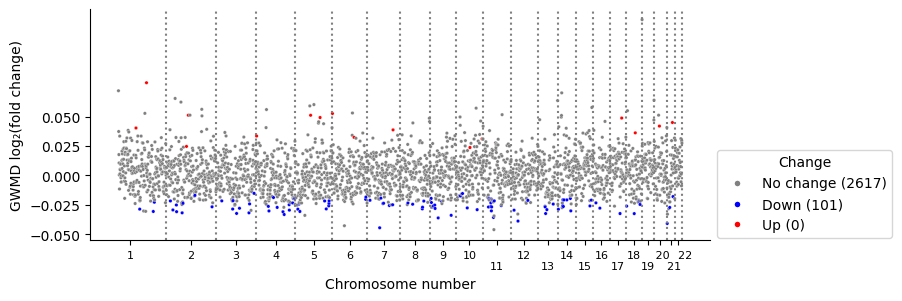 GWMD log₂(fold change)
0.050
0.025
0.000
−0.025
−0.050
1 2 3 4 5 6 7 8 9 10 11 12 13 14 15 16 17 18 19 20 21 22
Chromosome number
Change
No change (2617)
Down (101)
Up (0)